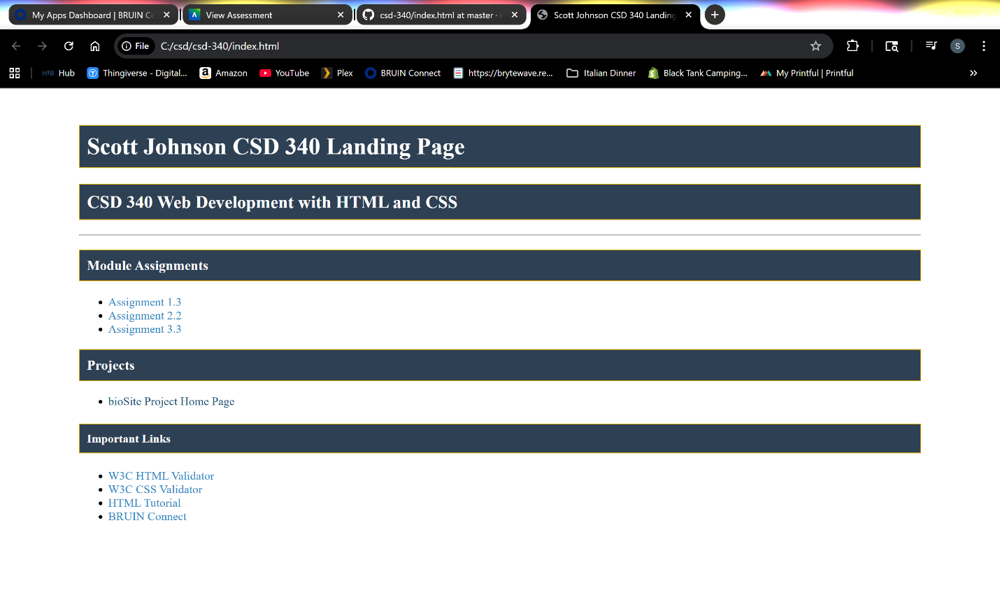 My Apps Dashboard | BRUIN Co
View Assessment
csd-340/index.html at master ·
Scott Johnson CSD 340 Landing
File
C:/csd/csd-340/index.html
S
HUB Hub
Thingiverse - Digital...
a Amazon
YouTube
Plex
BRUIN Connect
https://brytewave.re...
Italian Dinner
Black Tank Camping...
My Printful | Printful
Scott Johnson CSD 340 Landing Page
CSD 340 Web Development with HTML and CSS
Module Assignments
Assignment 1.3
Assignment 2.2
Assignment 3.3
Projects
bioSite Project Home Page
Important Links
W3C HTML Validator
W3C CSS Validator
HTML Tutorial
BRUIN Connect